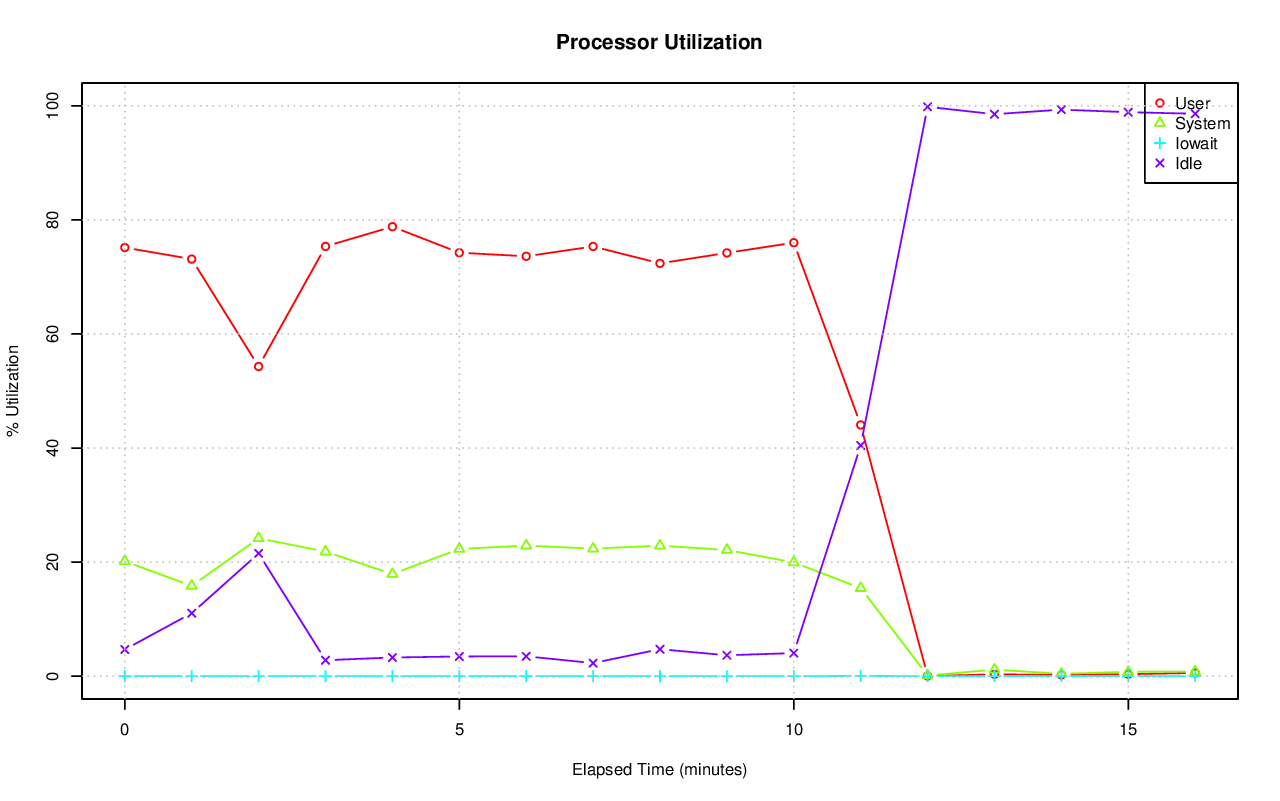 Processor Utilization
% Utilization
100
80
60
40
20
0
User
System
Iowait
Idle
0 5 10 15
Elapsed Time (minutes)